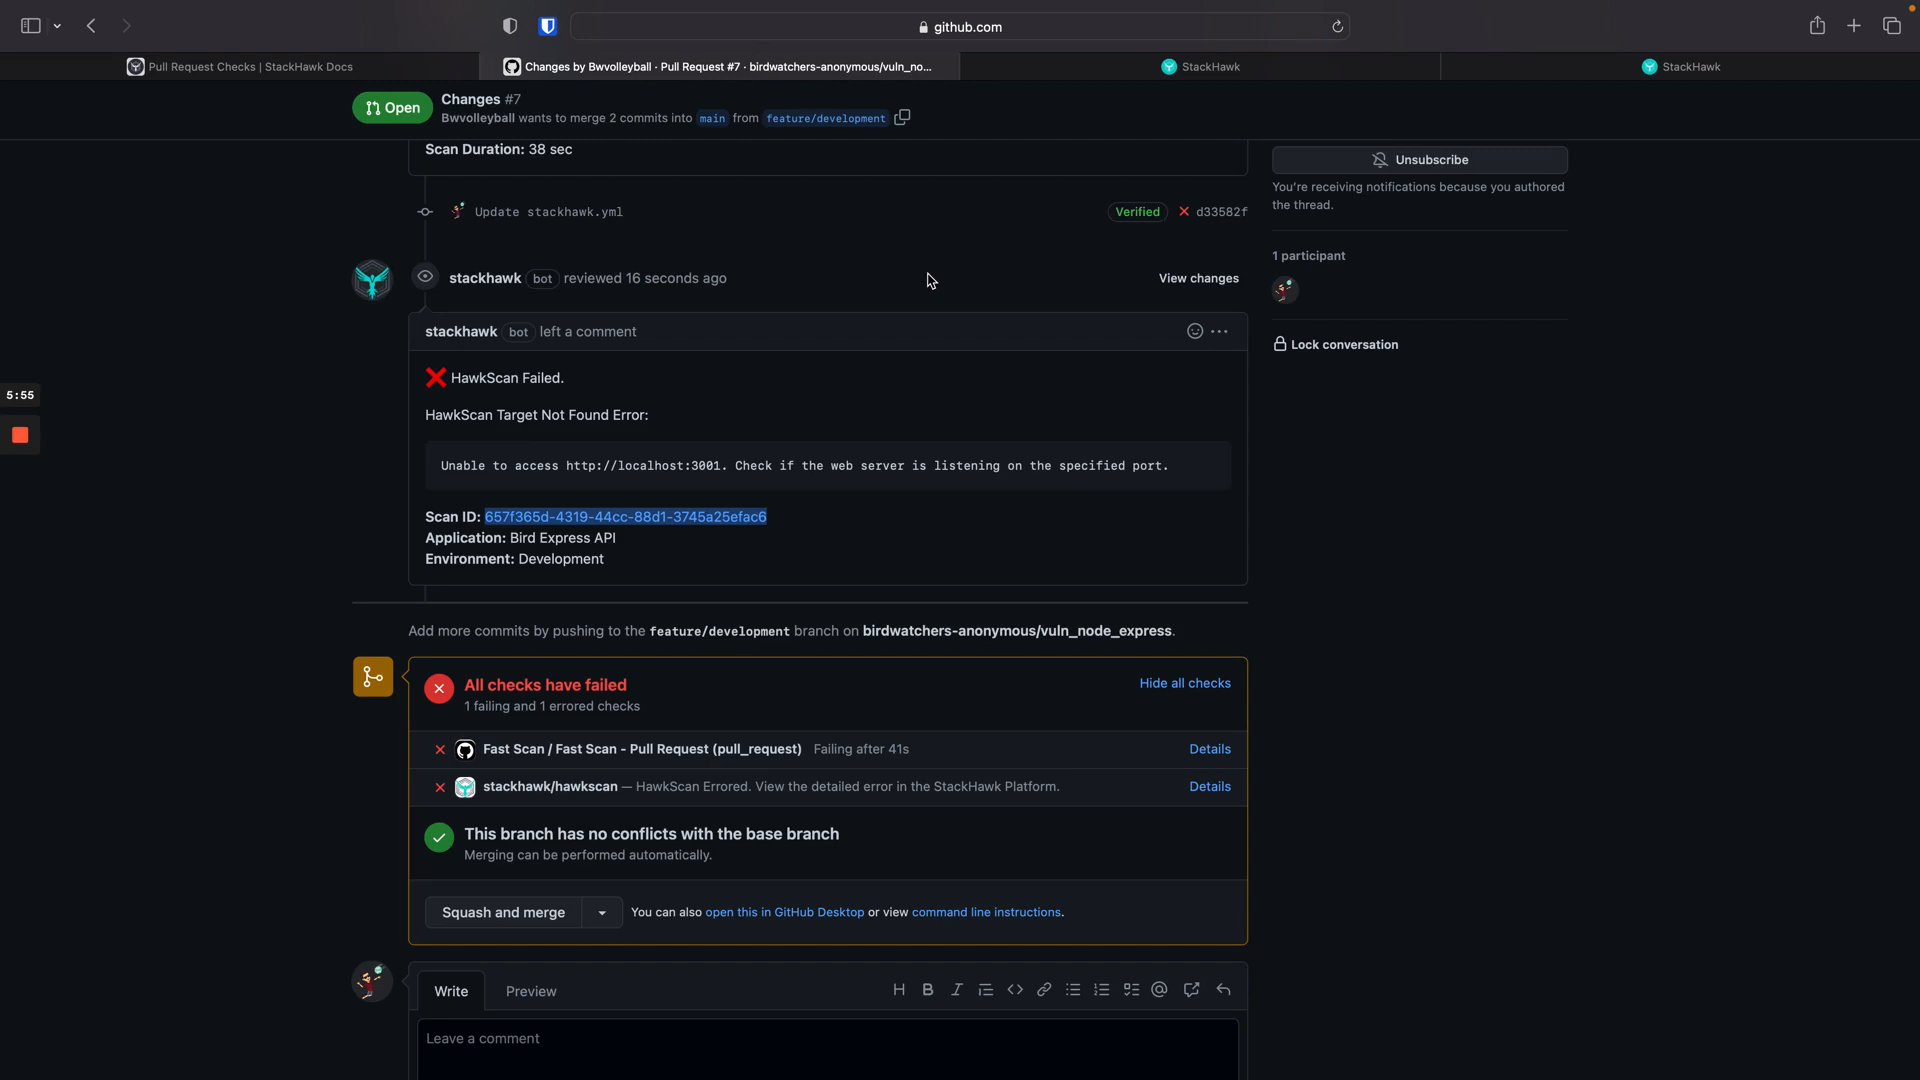 github.com
Pull Request Checks | StackHawk Docs
Changes by Bwvolleyball · Pull Request #7 · birdwatchers-anonymous/vuln_no...
StackHawk
StackHawk
Open
Changes #7
Bwvolleyball wants to merge 2 commits into main from feature/development
Scan Duration: 38 sec
Unsubscribe
You're receiving notifications because you authored
the thread.
Update stackhawk.yml
Verified
d33582f
1 participant
stackhawk bot reviewed 16 seconds ago
View changes
stackhawk bot left a comment
Lock conversation
❌ HawkScan Failed.
5:55
HawkScan Target Not Found Error:
Unable to access http://localhost:3001. Check if the web server is listening on the specified port.
Scan ID: 657f365d-4319-44cc-88d1-3745a25efac6
Application: Bird Express API
Environment: Development
Add more commits by pushing to the feature/development branch on birdwatchers-anonymous/vuln_node_express.
All checks have failed
Hide all checks
1 failing and 1 errored checks
Fast Scan / Fast Scan - Pull Request (pull_request) Failing after 41s
Details
stackhawk/hawkscan — HawkScan Errored. View the detailed error in the StackHawk Platform.
Details
This branch has no conflicts with the base branch
Merging can be performed automatically.
Squash and merge
You can also open this in GitHub Desktop or view command line instructions.
Write
Preview
Leave a comment